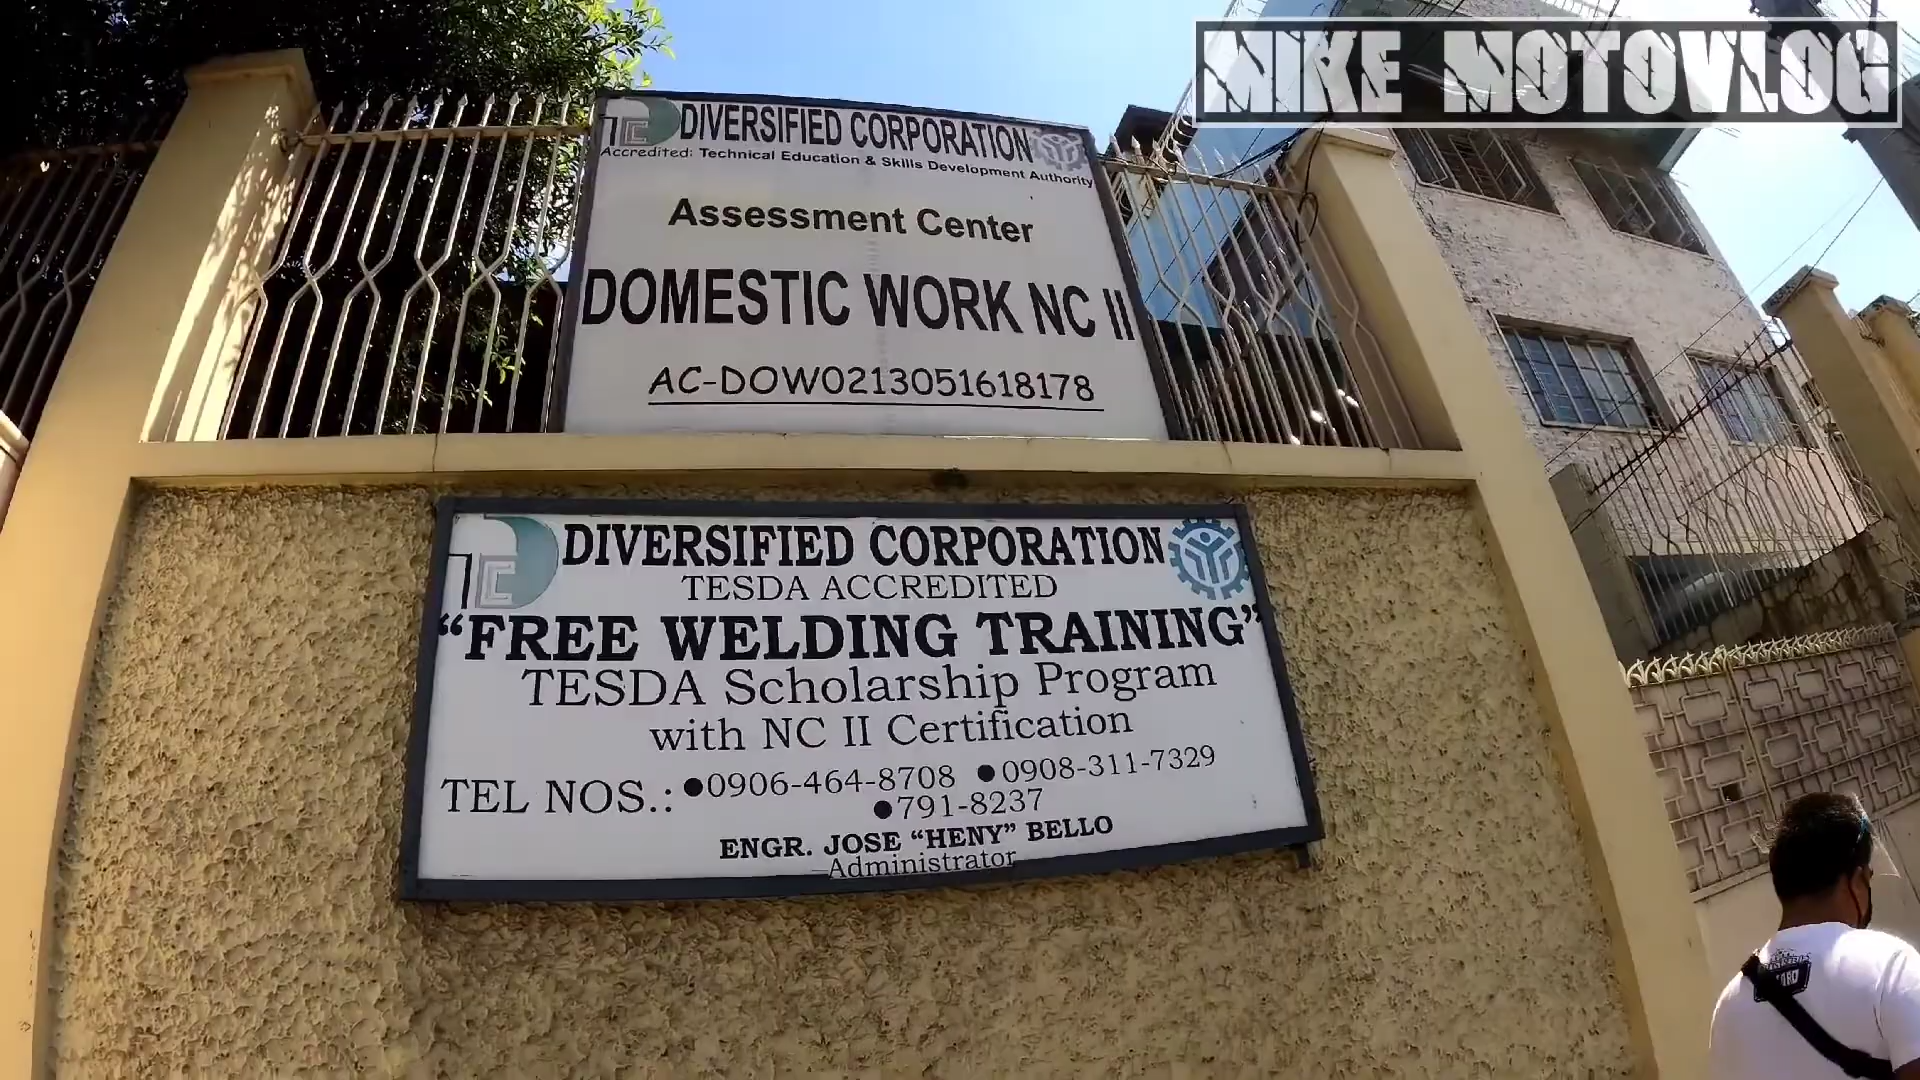 MIKE MOTOVLOG
DIVERSIFIED CORPORATION
Accredited: Technical Education & Skills Development Authority
Assessment Center
DOMESTIC WORK NC II
AC-DOW0213051618178
DIVERSIFIED CORPORATION
TESDA ACCREDITED
“FREE WELDING TRAINING”
TESDA Scholarship Program
with NC II Certification
TEL NOS.: ●0906-464-8708 ●0908-311-7329
●791-8237
ENGR. JOSE “HENY” BELLO
Administrator